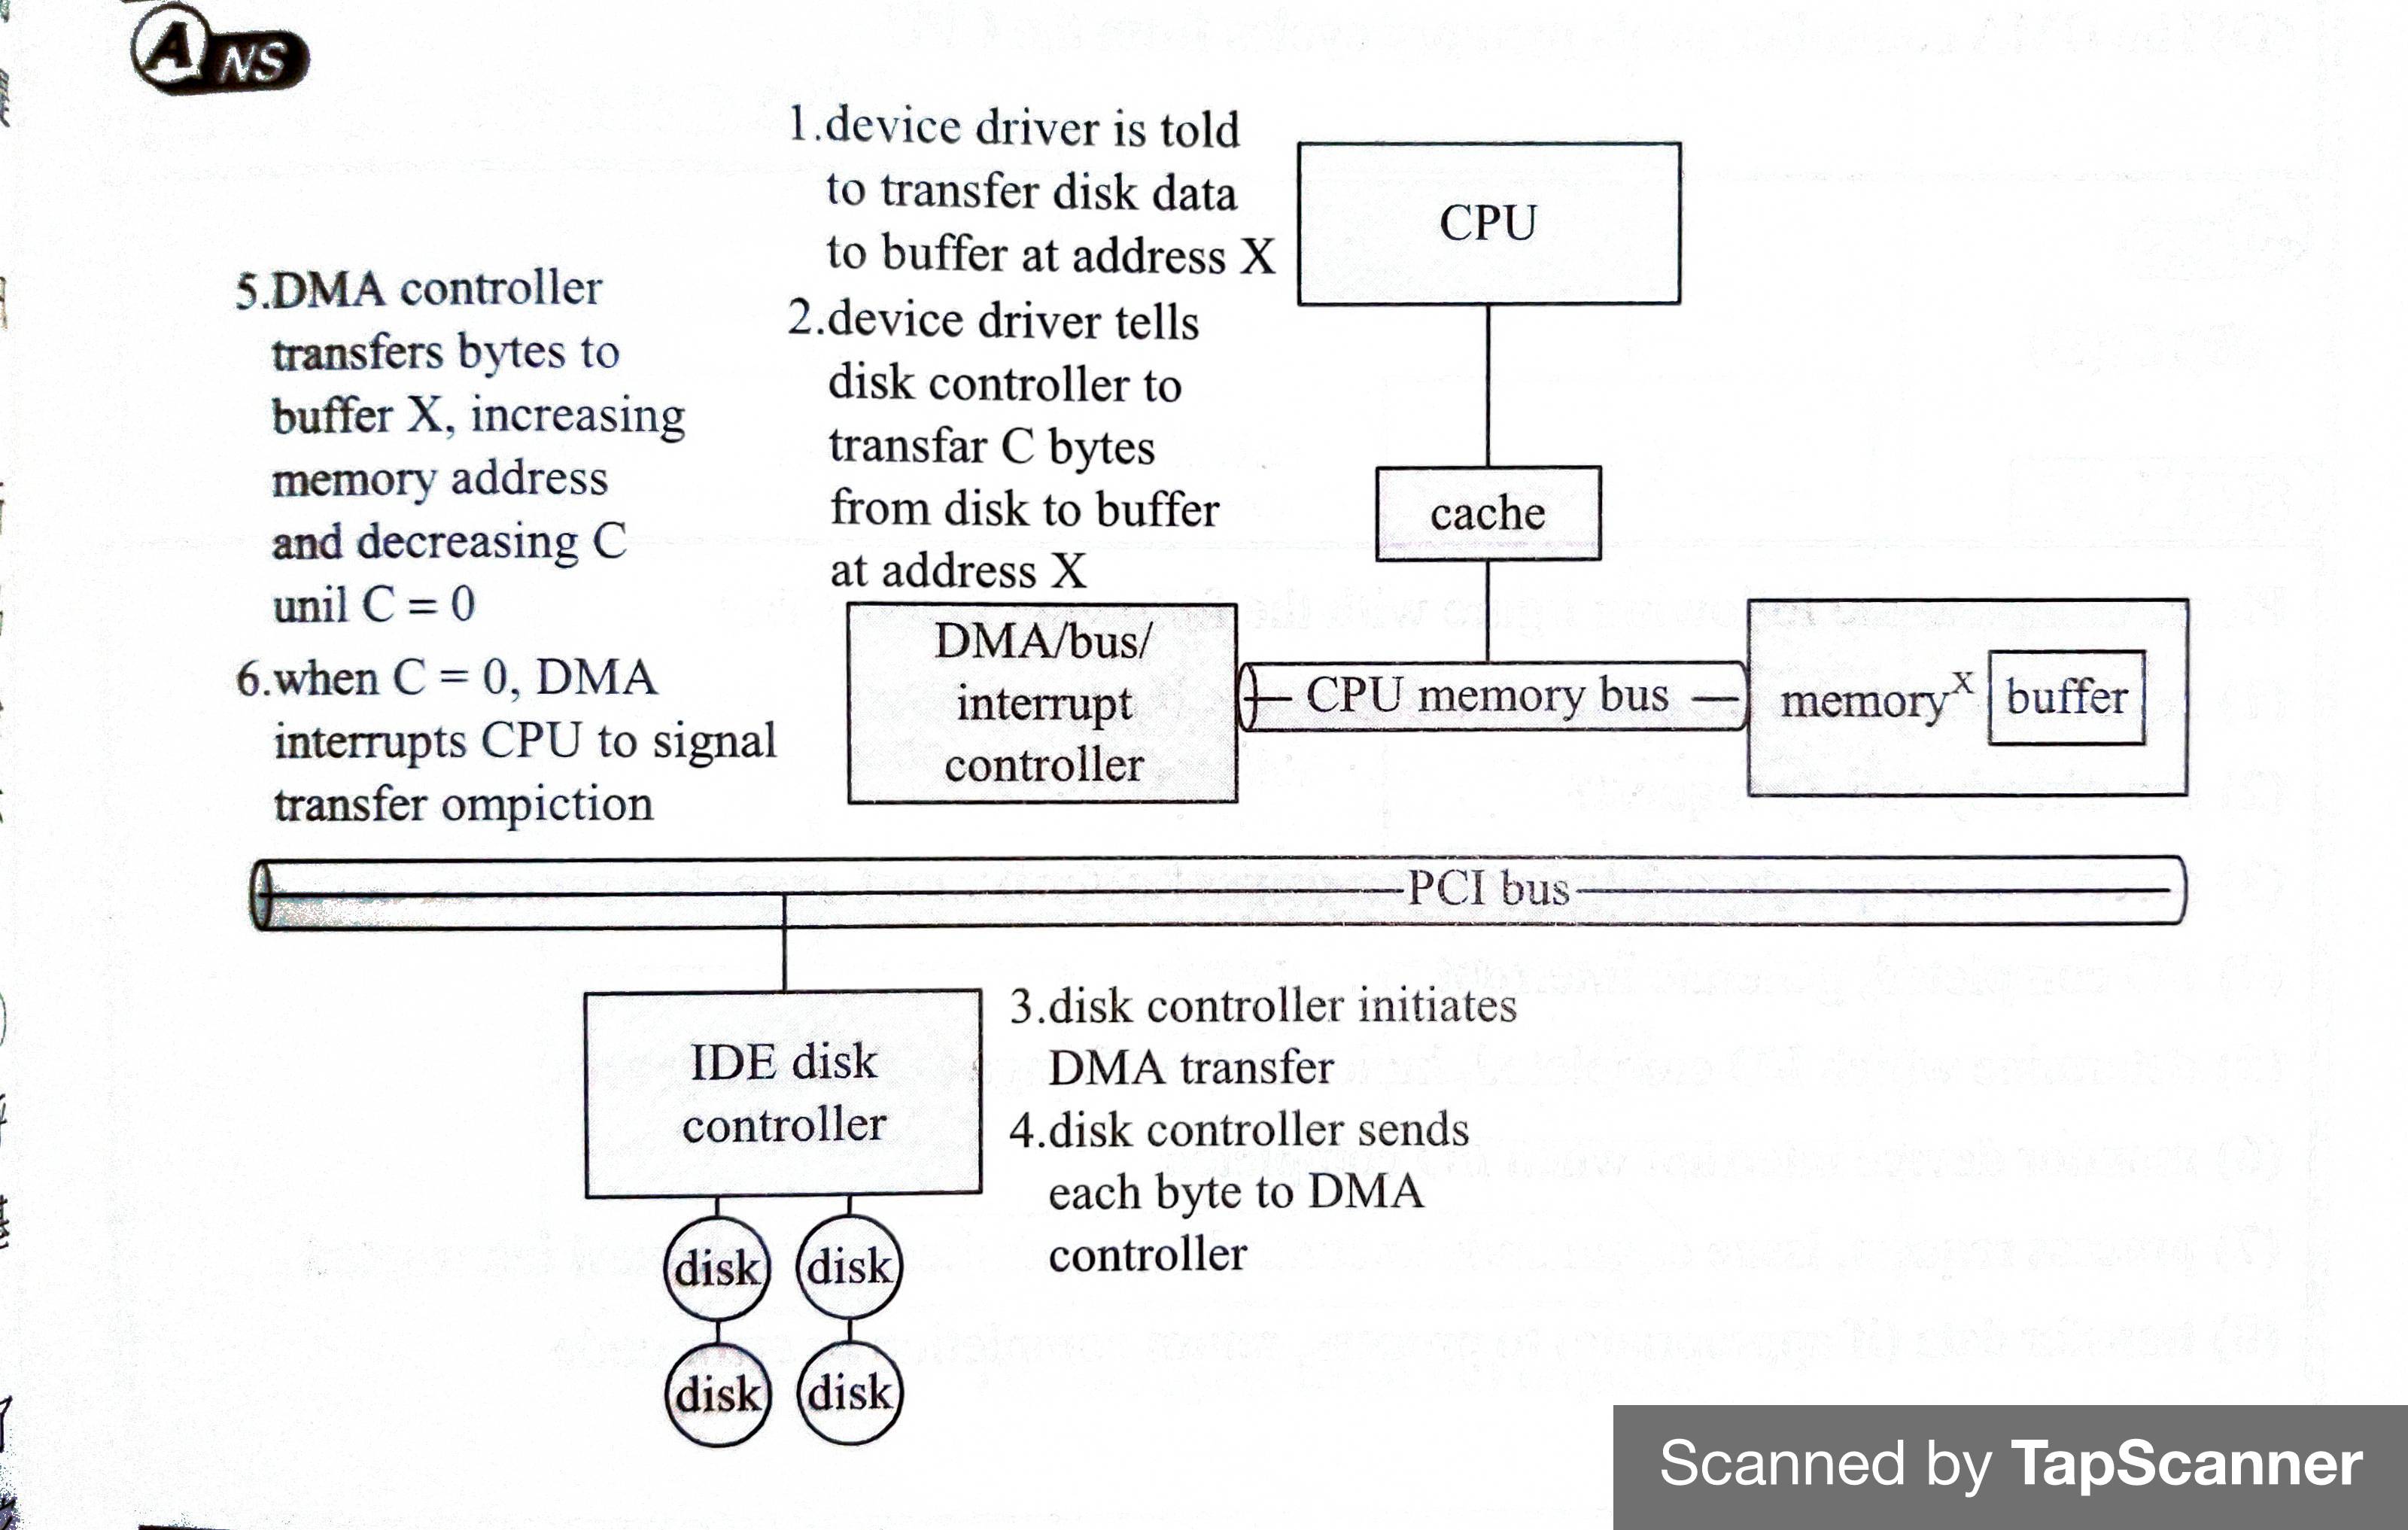 ANS
1.device driver is told
to transfer disk data
to buffer at address X
2.device driver tells
disk controller to
transfar C bytes
from disk to buffer
at address X
5.DMA controller
transfers bytes to
buffer X, increasing
memory address
and decreasing C
unil C = 0
6.when C = 0, DMA
interrupts CPU to signal
transfer ompiction
CPU
cache
DMA/bus/
interrupt
controller
CPU memory bus
memory X buffer
PCI bus
IDE disk
controller
3.disk controller initiates
DMA transfer
4.disk controller sends
each byte to DMA
controller
disk disk
disk disk
Scanned by TapScanner